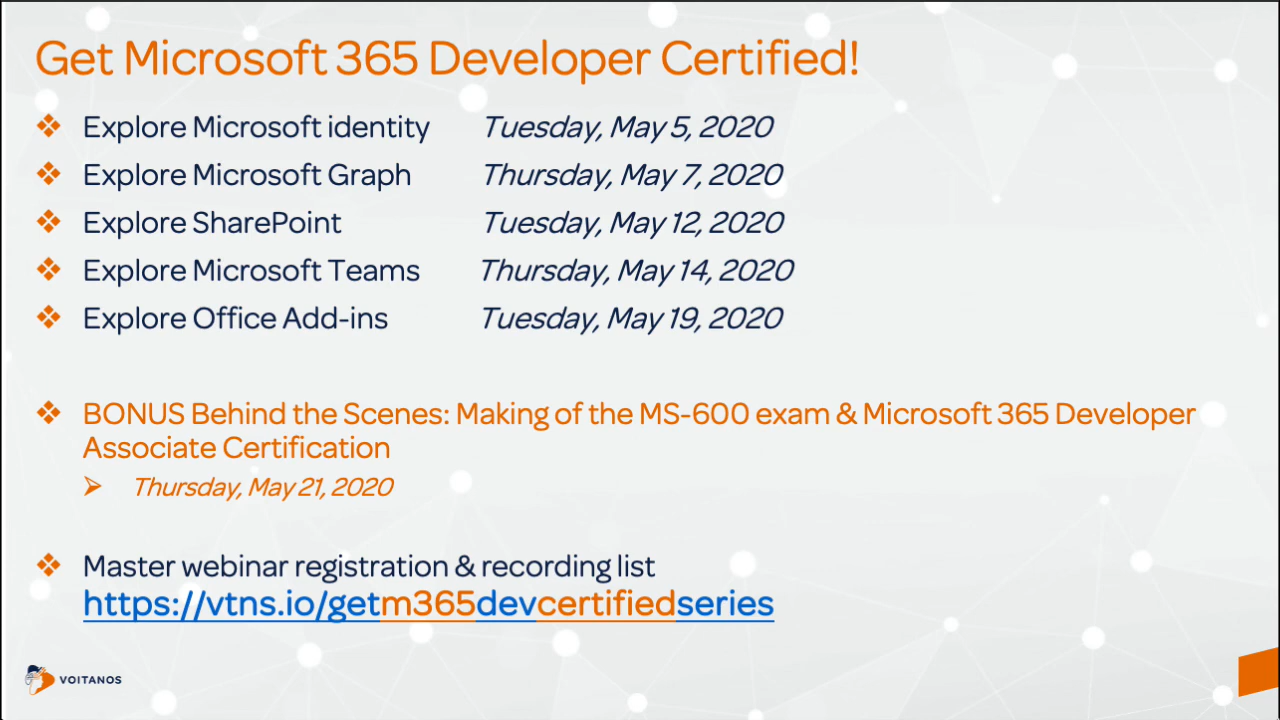 Get Microsoft 365 Developer Certified!
Explore Microsoft identity Tuesday, May 5, 2020
Explore Microsoft Graph Thursday, May 7, 2020
Explore SharePoint Tuesday, May 12, 2020
Explore Microsoft Teams Thursday, May 14, 2020
Explore Office Add-ins Tuesday, May 19, 2020
BONUS Behind the Scenes: Making of the MS-600 exam & Microsoft 365 Developer
Associate Certification
Thursday, May 21, 2020
Master webinar registration & recording list
https://vtns.io/getm365devcertifiedseries
VOITANOS